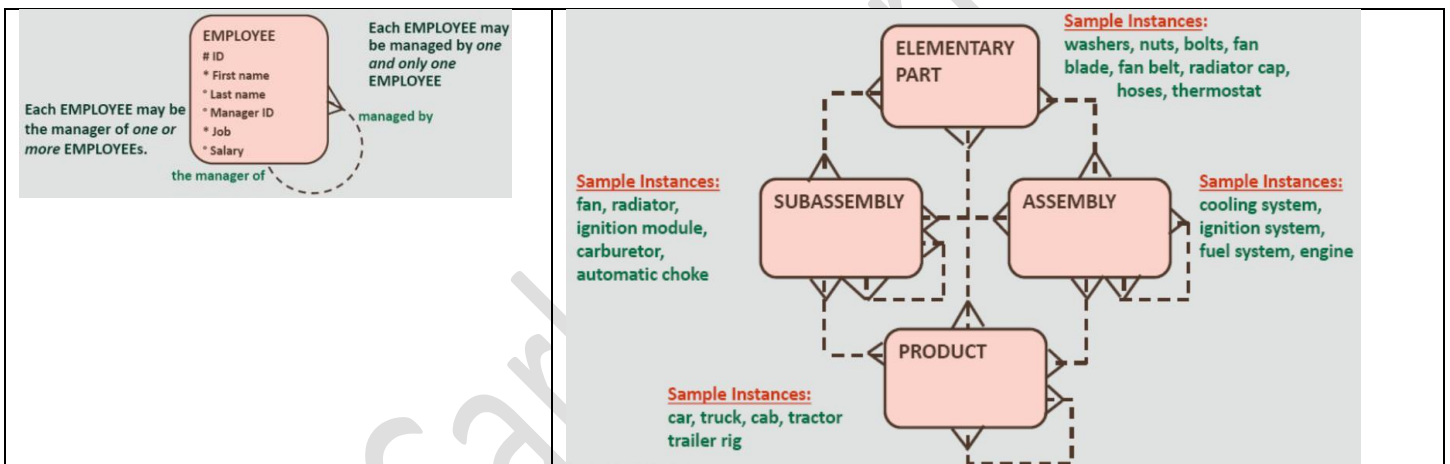 EMPLOYEE
# ID
* First name
° Last name
° Manager ID
* Job
° Salary
Each EMPLOYEE may
be managed by one
and only one
EMPLOYEE
Each EMPLOYEE may be
the manager of one or
more EMPLOYEEs.
managed by
the manager of
ELEMENTARY
PART
Sample Instances:
washers, nuts, bolts, fan
blade, fan belt, radiator cap,
hoses, thermostat
Sample Instances:
fan, radiator,
ignition module,
carburetor,
automatic choke
SUBASSEMBLY
ASSEMBLY
Sample Instances:
cooling system,
ignition system,
fuel system, engine
PRODUCT
Sample Instances:
car, truck, cab, tractor
trailer rig